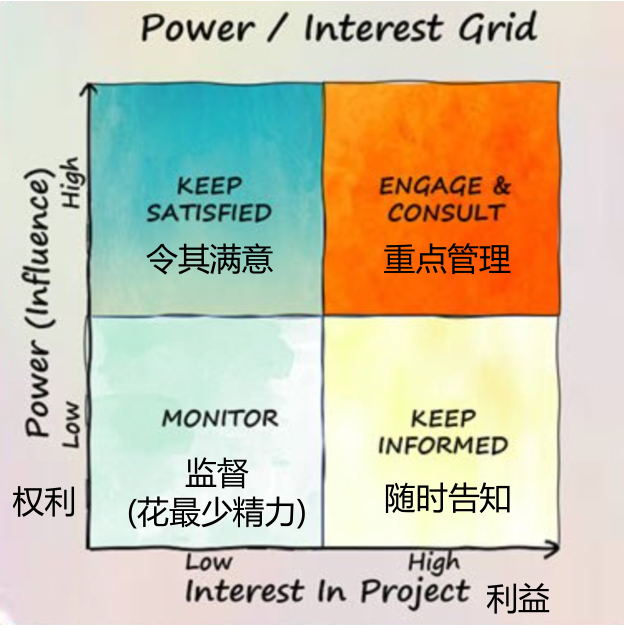 Power / Interest Grid
High
Power (Influence)
Low
权利
KEEP
SATISFIED
令其满意
ENGAGE &
CONSULT
重点管理
MONITOR
监督
(花最少精力)
KEEP
INFORMED
随时告知
Low
High
Interest In Project
利益